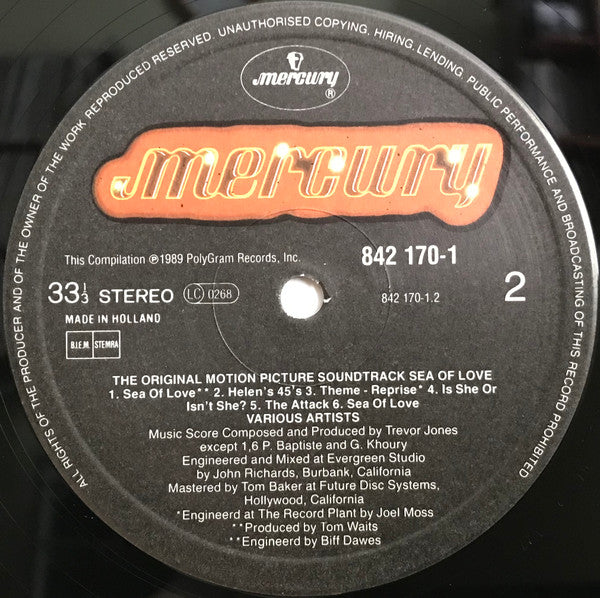 ALL RIGHTS OF THE PRODUCER AND OF THE OWNER OF THE WORK REPRODUCED RESERVED. UNAUTHORISED COPYING, HIRING, LENDING, PUBLIC PERFORMANCE AND BROADCASTING OF THIS RECORD PROHIBITED
mercury
®
mercury
This Compilation ℗ 1989 PolyGram Records, Inc.
842 170-1
33⅓ STEREO LC 0268
842 170-1.2
2
MADE IN HOLLAND
B.I.E.M. STEMRA
THE ORIGINAL MOTION PICTURE SOUNDTRACK SEA OF LOVE
1. Sea Of Love** 2. Helen's 45's 3. Theme - Reprise* 4. Is She Or
Isn't She? 5. The Attack 6. Sea Of Love
VARIOUS ARTISTS
Music Score Composed and Produced by Trevor Jones
except 1,6 P. Baptiste and G. Khoury
Engineered and Mixed at Evergreen Studio
by John Richards, Burbank, California
Mastered by Tom Baker at Future Disc Systems,
Hollywood, California
*Engineerd at The Record Plant by Joel Moss
**Produced by Tom Waits
**Engineerd by Biff Dawes